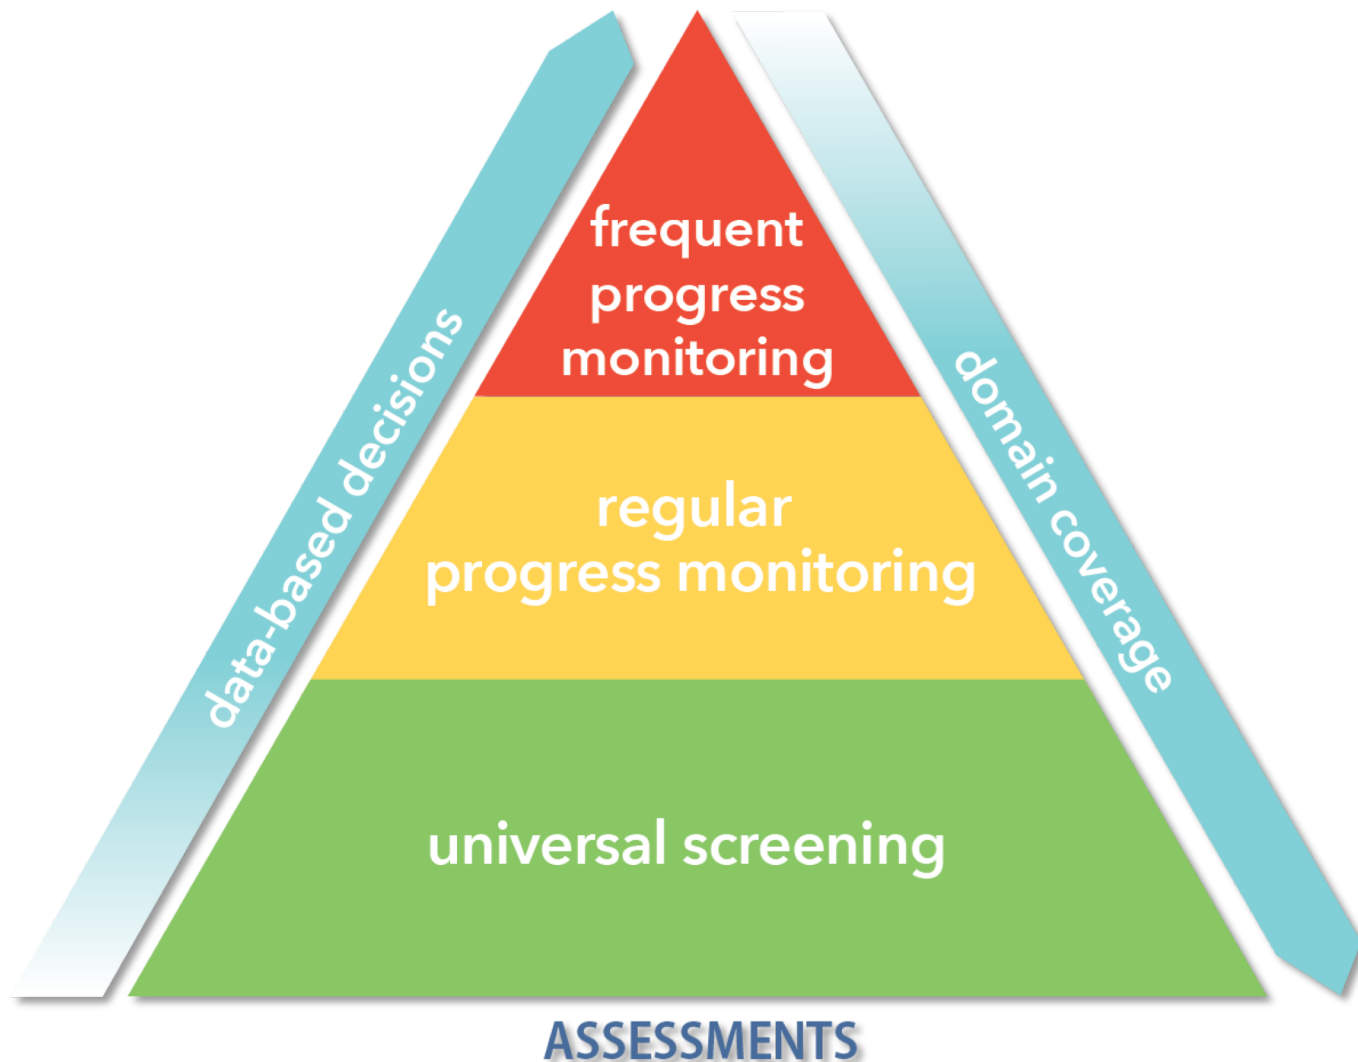 frequent
progress
monitoring
data-based decisions
domain coverage
regular
progress monitoring
universal screening
ASSESSMENTS